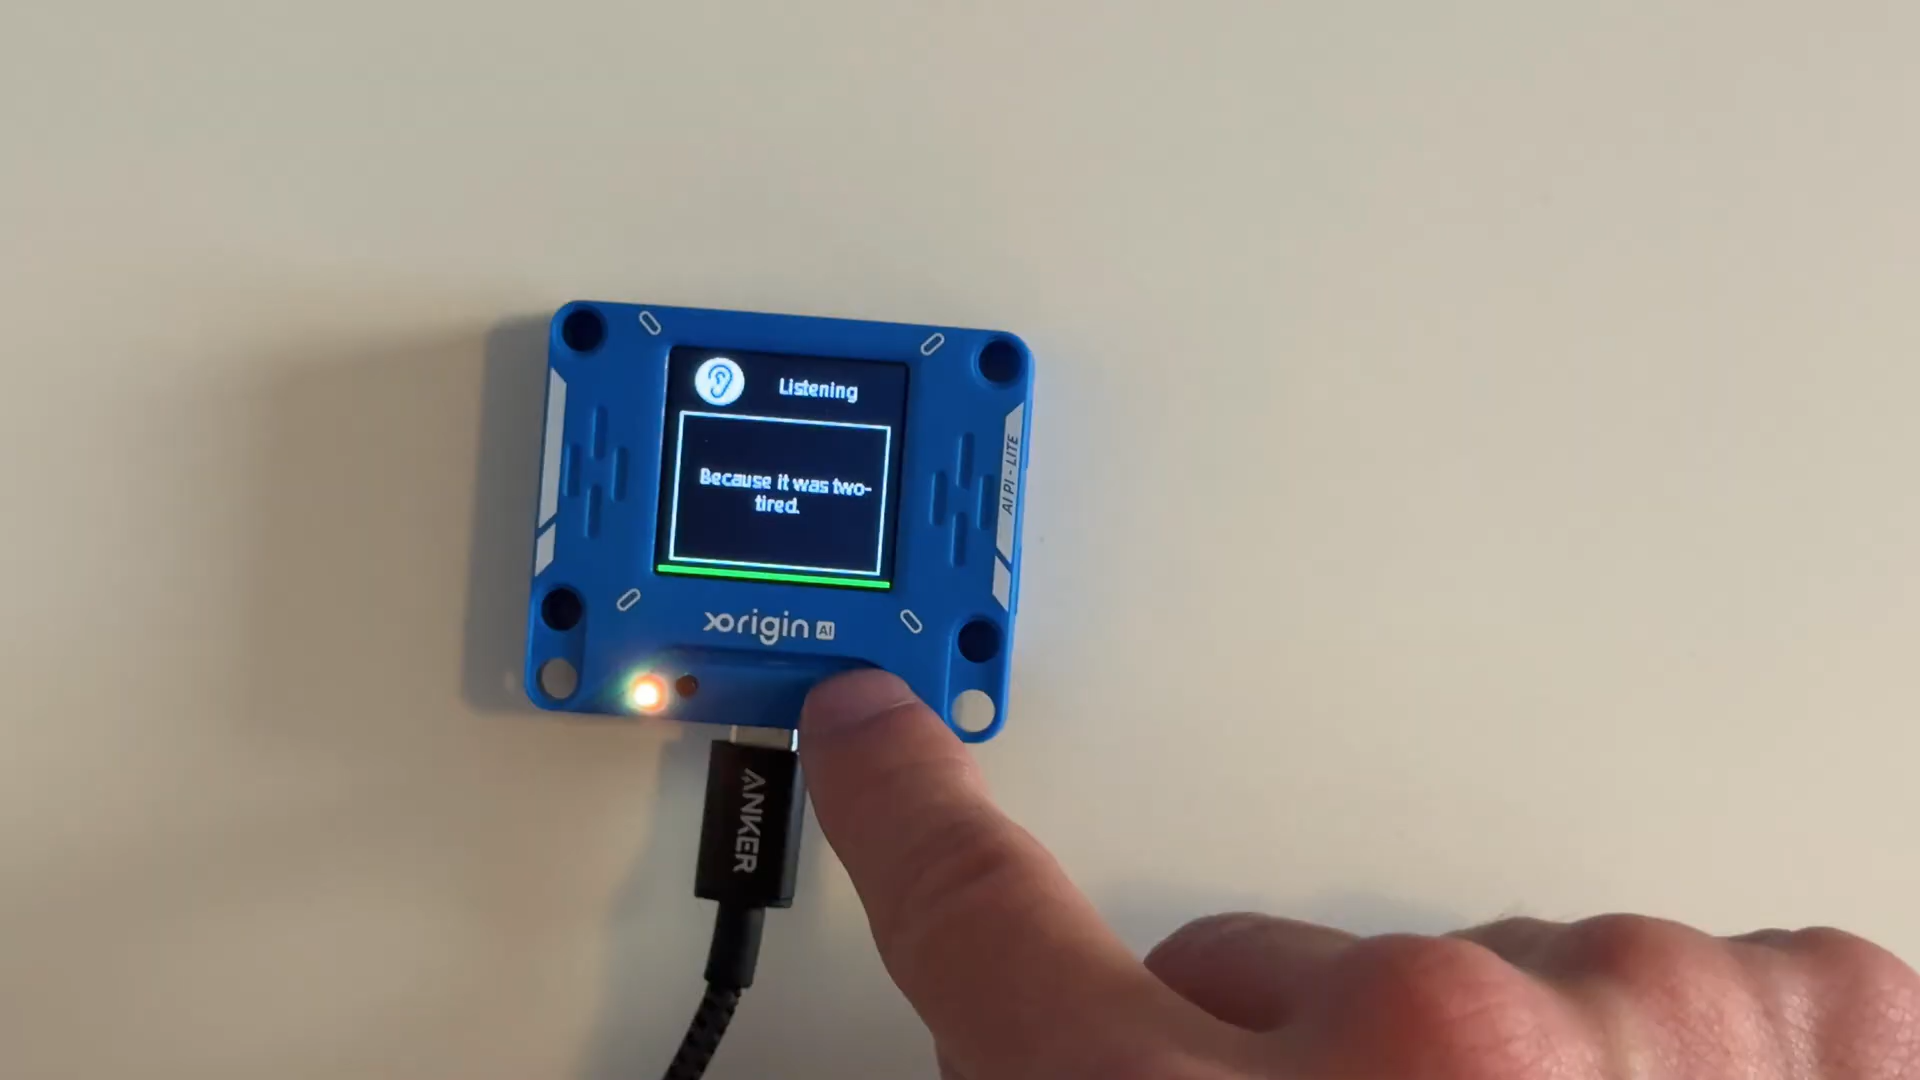 Listening
Because it was two-
tired.
AI PI - LITE
xorigin AI
ANKER